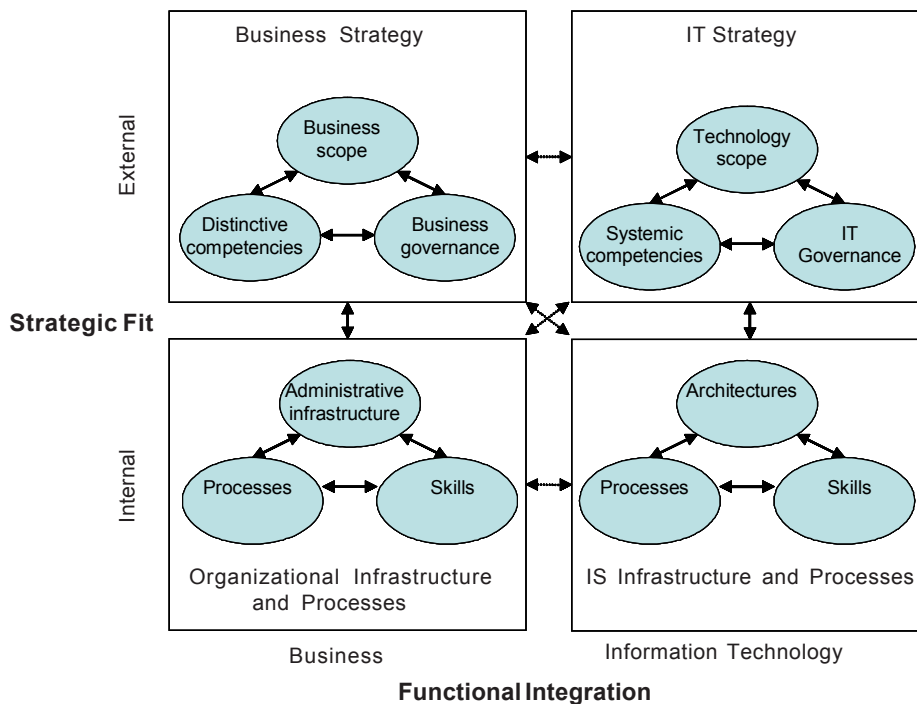 Business Strategy
IT Strategy
External
Business
scope
Distinctive
competencies
Business
governance
Technology
scope
Systemic
competencies
IT
Governance
Strategic Fit
Internal
Administrative
infrastructure
Processes
Skills
Organizational Infrastructure
and Processes
Architectures
Processes
Skills
IS Infrastructure and Processes
Business
Information Technology
Functional Integration